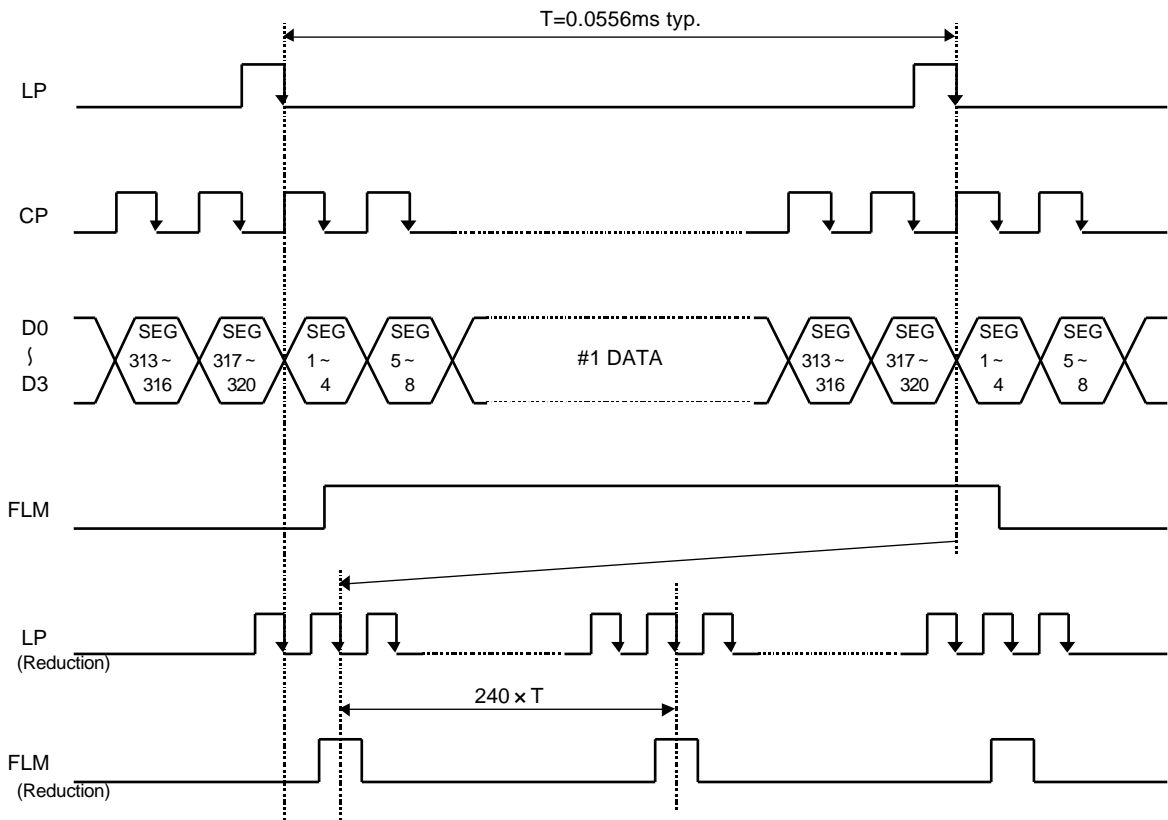 T=0.0556ms typ.
LP
CP
D0
~
D3
SEG
313 ~
316
SEG
317 ~
320
SEG
1 ~
4
SEG
5 ~
8
#1 DATA
SEG
313 ~
316
SEG
317 ~
320
SEG
1 ~
4
SEG
5 ~
8
FLM
LP
(Reduction)
240 × T
FLM
(Reduction)